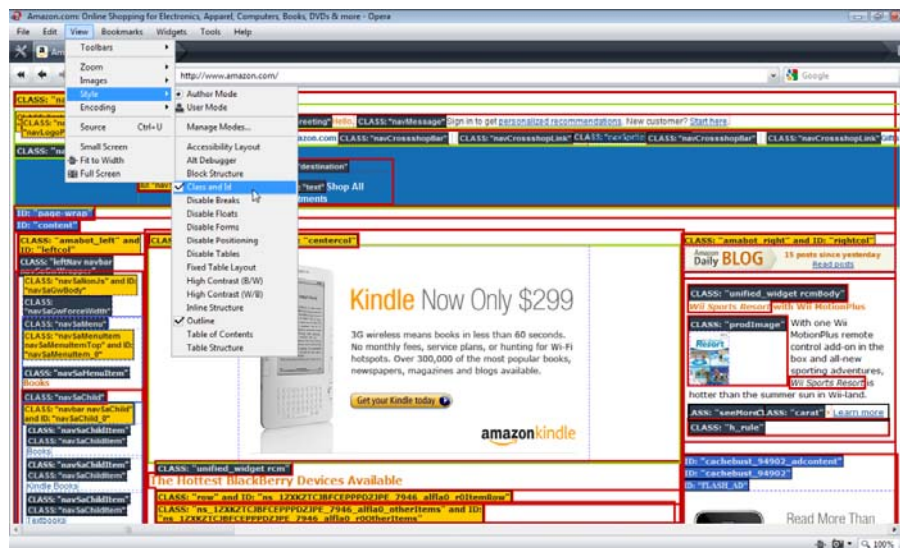 Amazon.com: Online Shopping for Electronics, Apparel, Computers, Books, DVDs & more - Opera
File Edit View Bookmarks Widgets Tools Help
Toolbars
Zoom
Images
Style
Encoding
Source Ctrl+U
Small Screen
Fit to Width
Full Screen
Author Mode
User Mode
Manage Modes...
Accessibility Layout
Alt Debugger
Block Structure
Class and Id
Disable Breaks
Disable Floats
Disable Forms
Disable Positioning
Disable Tables
Fixed Table Layout
High Contrast (B/W)
High Contrast (W/B)
Inline Structure
Outline
Table of Contents
Table Structure
http://www.amazon.com/
Google
Hello. CLASS: "navMessage" Sign in to get personalized recommendations. New customer? Start here.
CLASS: "navCrossshopBar" CLASS: "navCrossshopLink" CLASS: "navCrossshopBar" CLASS: "navCrossshopLink"
"destination"
"text" Shop All
ID: "page-wrap"
ID: "content"
CLASS: "amabot_left" and
ID: "leftcol"
"centercol"
CLASS: "amabot_right" and ID: "rightcol"
CLASS: "leftNav navbar
CLASS: "navSalkonJs" and ID:
"navSaGwBody"
CLASS:
"navSaGwForceWidth"
CLASS: "navSaMenu"
CLASS: "navSaMenuItem
navSaMenuItemTop" and ID:
"navSaMenuItem_0"
CLASS: "navSaMenuItem"
Books
CLASS: "navSaChild"
CLASS: "navbar navSaChild"
and ID: "navSaChild_0"
CLASS: "navSaChildItem"
CLASS: "navSaChildItem"
Books
CLASS: "navSaChildItem"
CLASS: "navSaChildItem"
Kindle Books
CLASS: "navSaChildItem"
CLASS: "navSaChildItem"
Textbooks
Kindle Now Only $299
3G wireless means books in less than 60 seconds.
No monthly fees, service plans, or hunting for Wi-Fi
hotspots. Over 300,000 of the most popular books,
newspapers, magazines and blogs available.
Get your Kindle today
amazonkindle
CLASS: "unified_widget rcm"
The Hottest BlackBerry Devices Available
Amazon
Daily BLOG
15 posts since yesterday
Read posts
CLASS: "unified_widget rcmBody"
Wii Sports Resort with Wii MotionPlus
CLASS: "prodImage"
Resort
With one Wii
MotionPlus remote
control add-on in the
box and all-new
sporting adventures,
Wii Sports Resort is
hotter than the summer sun in Wii-land.
CLASS: "carat" Learn more
CLASS: "h_rule"
ID: "cachebust_94902_adcontent"
ID: "cachebust_94902"
ID: "FLASH_AD"
Read More Than
100%